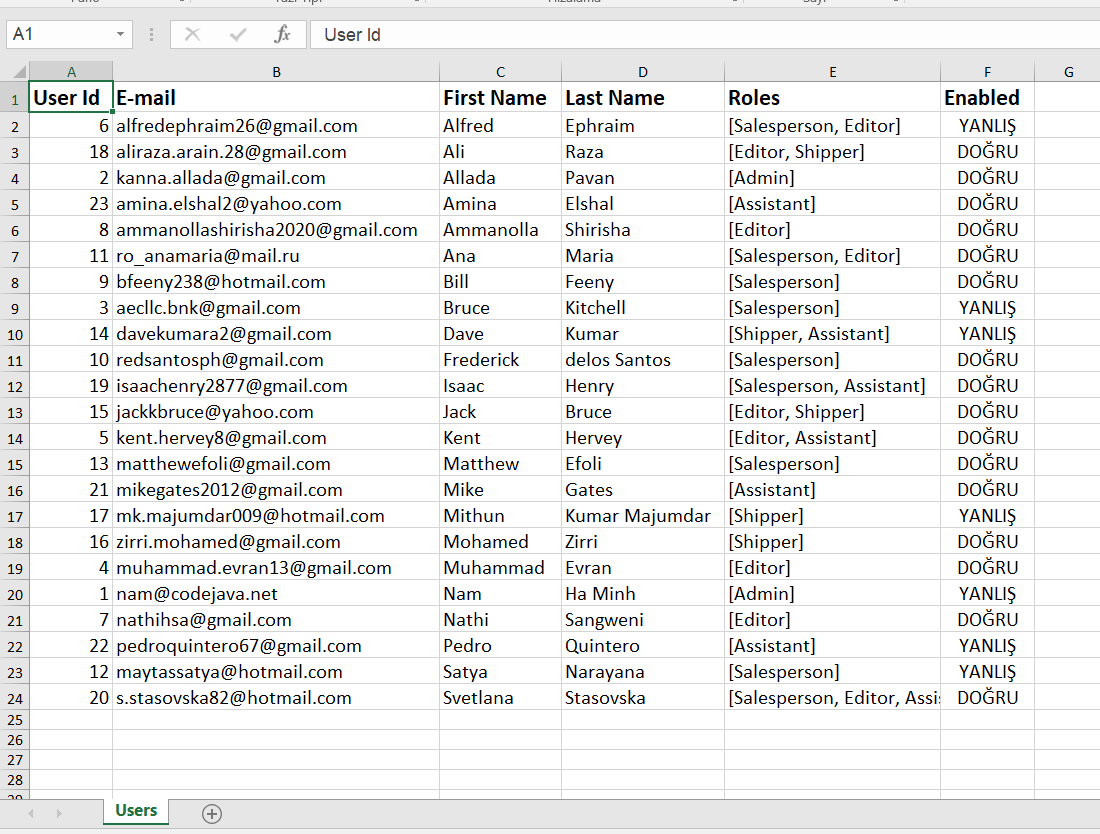 A1 fx User Id
A B C D E F G
1 User Id E-mail First Name Last Name Roles Enabled
2 6 alfredephraim26@gmail.com Alfred Ephraim [Salesperson, Editor] YANLIŞ
3 18 aliraza.arain.28@gmail.com Ali Raza [Editor, Shipper] DOĞRU
4 2 kanna.allada@gmail.com Allada Pavan [Admin] DOĞRU
5 23 amina.elshal2@yahoo.com Amina Elshal [Assistant] DOĞRU
6 8 ammanollashirisha2020@gmail.com Ammanolla Shirisha [Editor] DOĞRU
7 11 ro_anamaria@mail.ru Ana Maria [Salesperson, Editor] DOĞRU
8 9 bfeeny238@hotmail.com Bill Feeny [Salesperson] DOĞRU
9 3 aecllc.bnk@gmail.com Bruce Kitchell [Salesperson] YANLIŞ
10 14 davekumara2@gmail.com Dave Kumar [Shipper, Assistant] YANLIŞ
11 10 redsantosph@gmail.com Frederick delos Santos [Salesperson] DOĞRU
12 19 isaachenry2877@gmail.com Isaac Henry [Salesperson, Assistant] DOĞRU
13 15 jackkbruce@yahoo.com Jack Bruce [Editor, Shipper] DOĞRU
14 5 kent.hervey8@gmail.com Kent Hervey [Editor, Assistant] DOĞRU
15 13 matthewefoli@gmail.com Matthew Efoli [Salesperson] DOĞRU
16 21 mikegates2012@gmail.com Mike Gates [Assistant] DOĞRU
17 17 mk.majumdar009@hotmail.com Mithun Kumar Majumdar [Shipper] YANLIŞ
18 16 zirri.mohamed@gmail.com Mohamed Zirri [Shipper] DOĞRU
19 4 muhammad.evran13@gmail.com Muhammad Evran [Editor] DOĞRU
20 1 nam@codejava.net Nam Ha Minh [Admin] YANLIŞ
21 7 nathihsa@gmail.com Nathi Sangweni [Editor] DOĞRU
22 22 pedroquintero67@gmail.com Pedro Quintero [Assistant] YANLIŞ
23 12 maytassatya@hotmail.com Satya Narayana [Salesperson] YANLIŞ
24 20 s.stasovska82@hotmail.com Svetlana Stasovska [Salesperson, Editor, Assi DOĞRU
25
26
27
28
Users